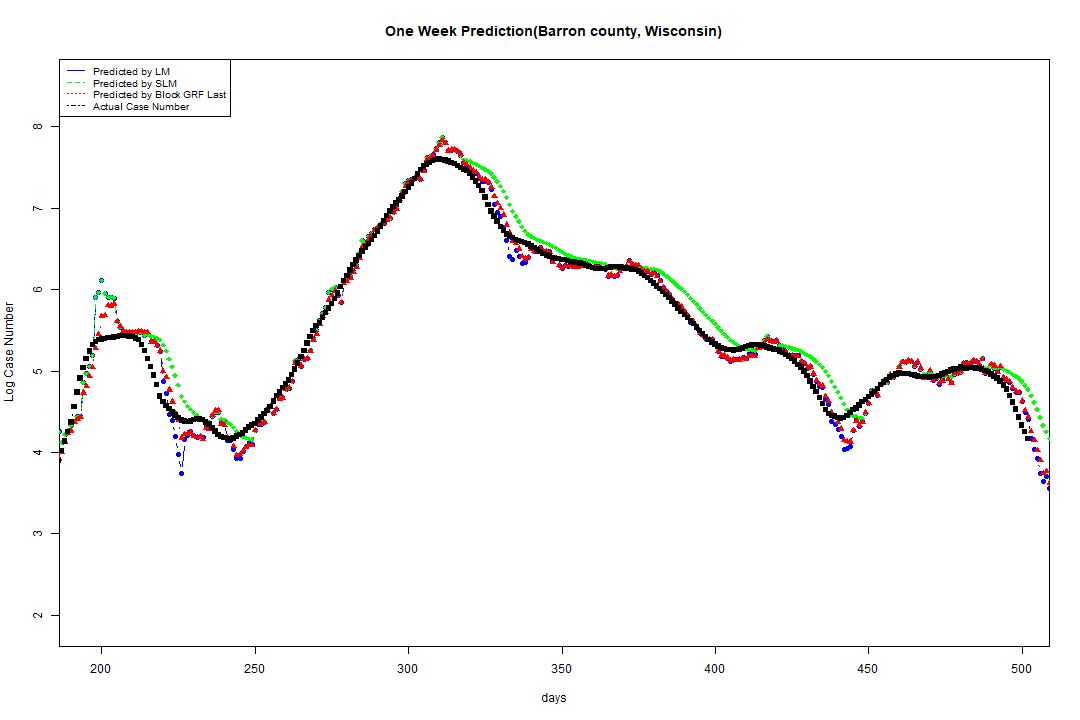 One Week Prediction(Barron county, Wisconsin)
Predicted by LM
Predicted by SLM
Predicted by Block GRF Last
Actual Case Number
8
7
6
5
4
3
2
Log Case Number
200 250 300 350 400 450 500
days